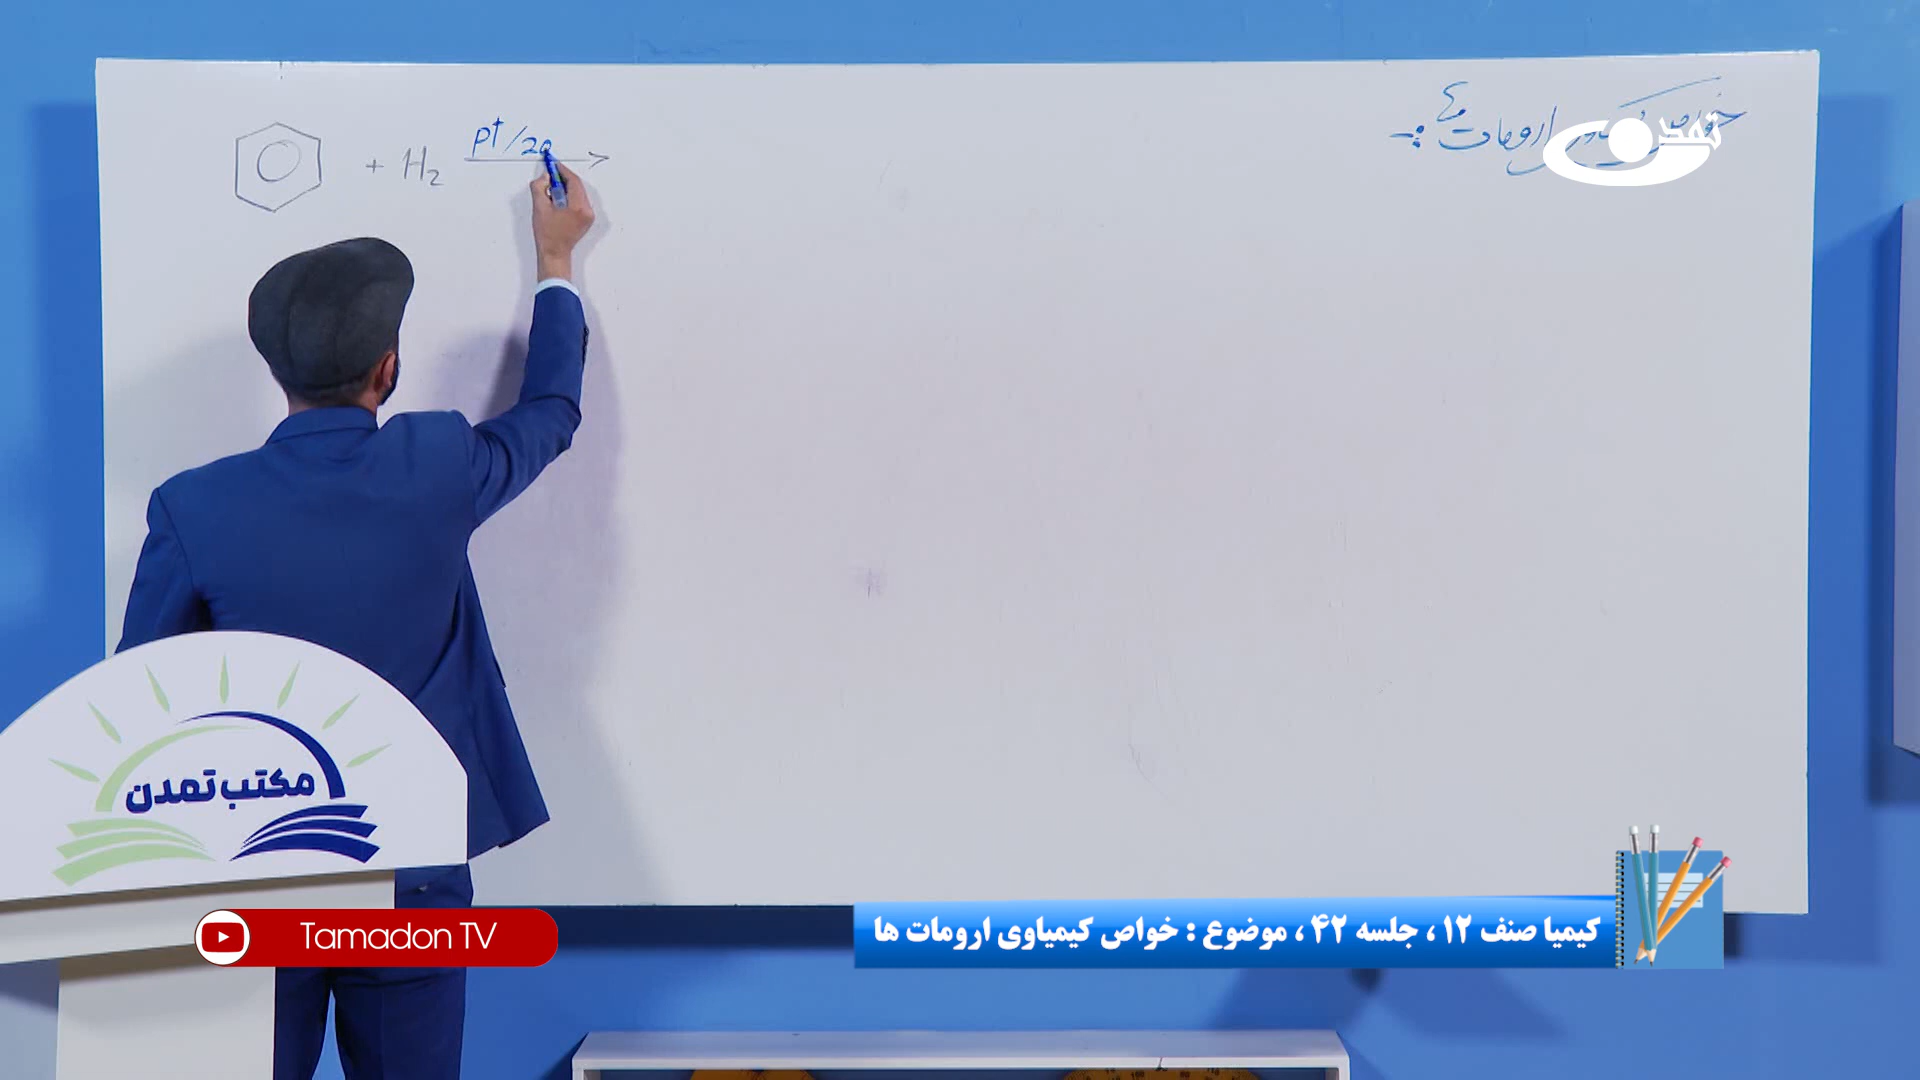 خواص کیمیاوی ارومات ها :-
تمدن
+ H2 pt/20 →
مکتب تمدن
Tamadon TV
کیمیا صنف ۱۲ ، جلسه ۴۲ ، موضوع : خواص کیمیاوی ارومات ها